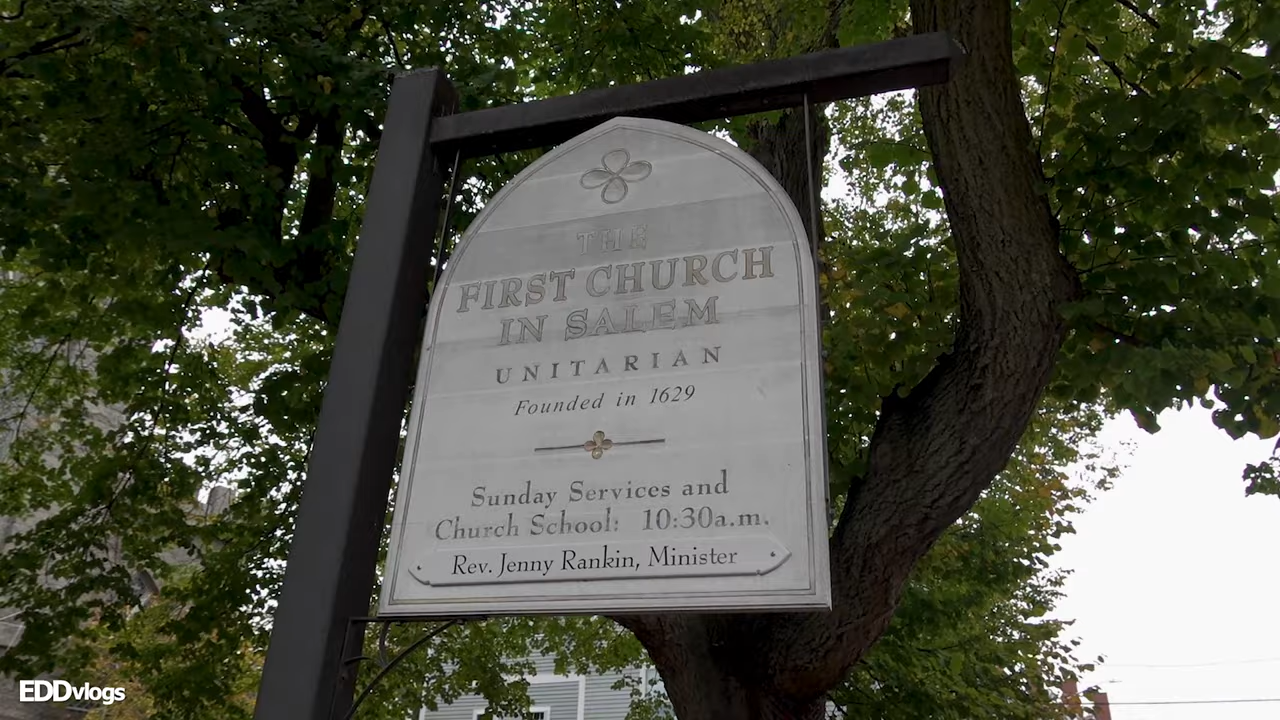 THE
FIRST CHURCH
IN SALEM
UNITARIAN
Founded in 1629
Sunday Services and
Church School: 10:30a.m.
Rev. Jenny Rankin, Minister
EDDvlogs